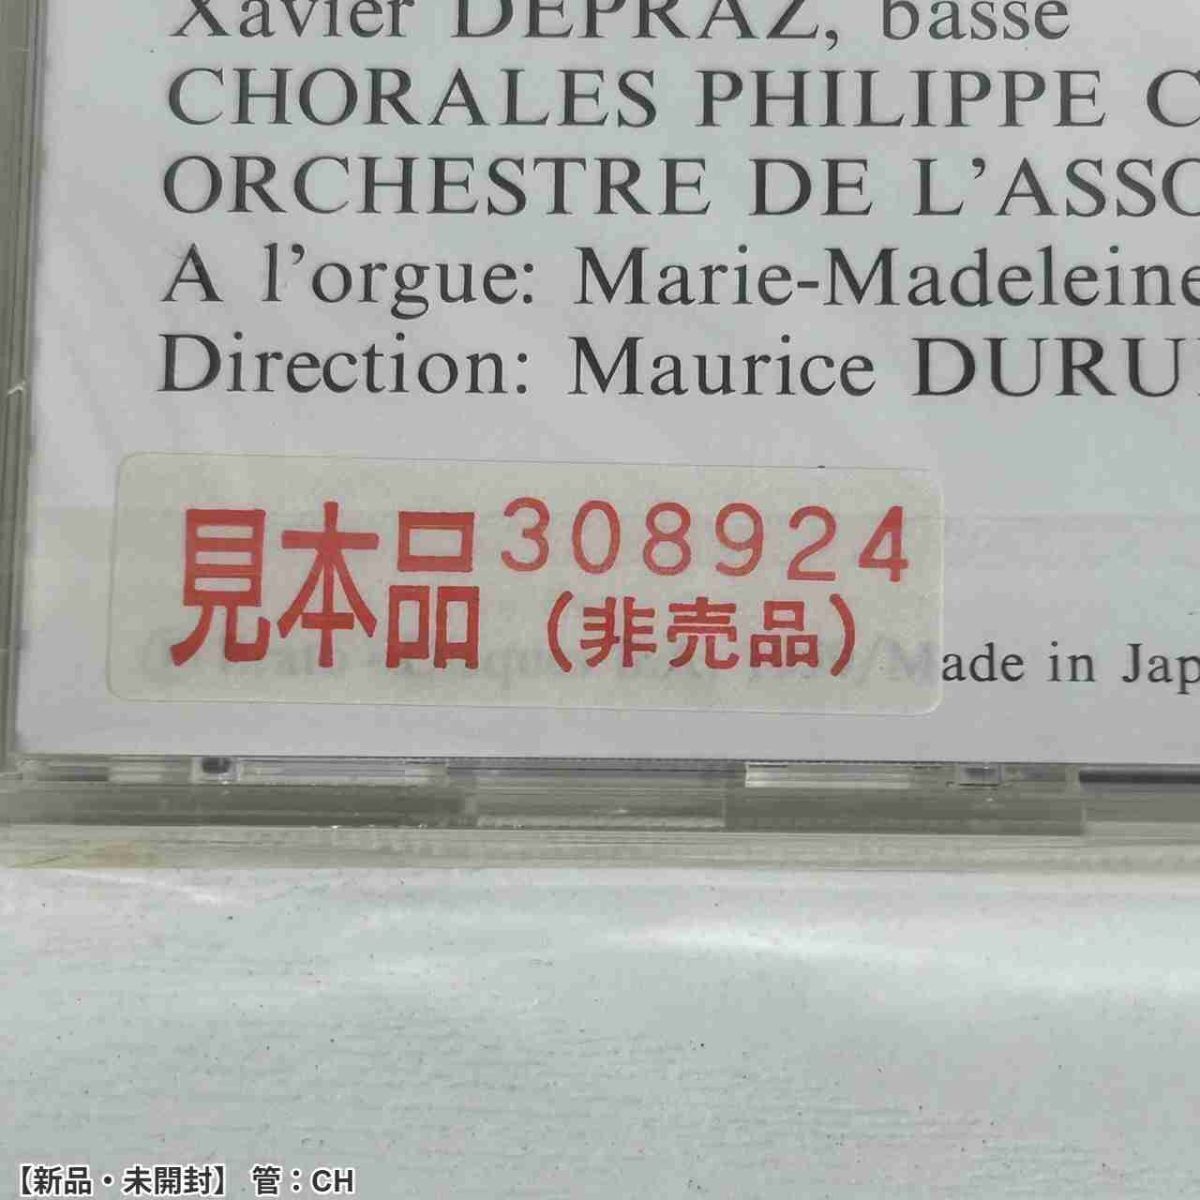 Xavier DEPRAZ, basse
CHORALES PHILIPPE
ORCHESTRE DE L'ASSO
A l'orgue: Marie-Madeleine
Direction: Maurice DURU
見本品 308924
(非売品)
Made in Jap
【新品・未開封】 管：CH